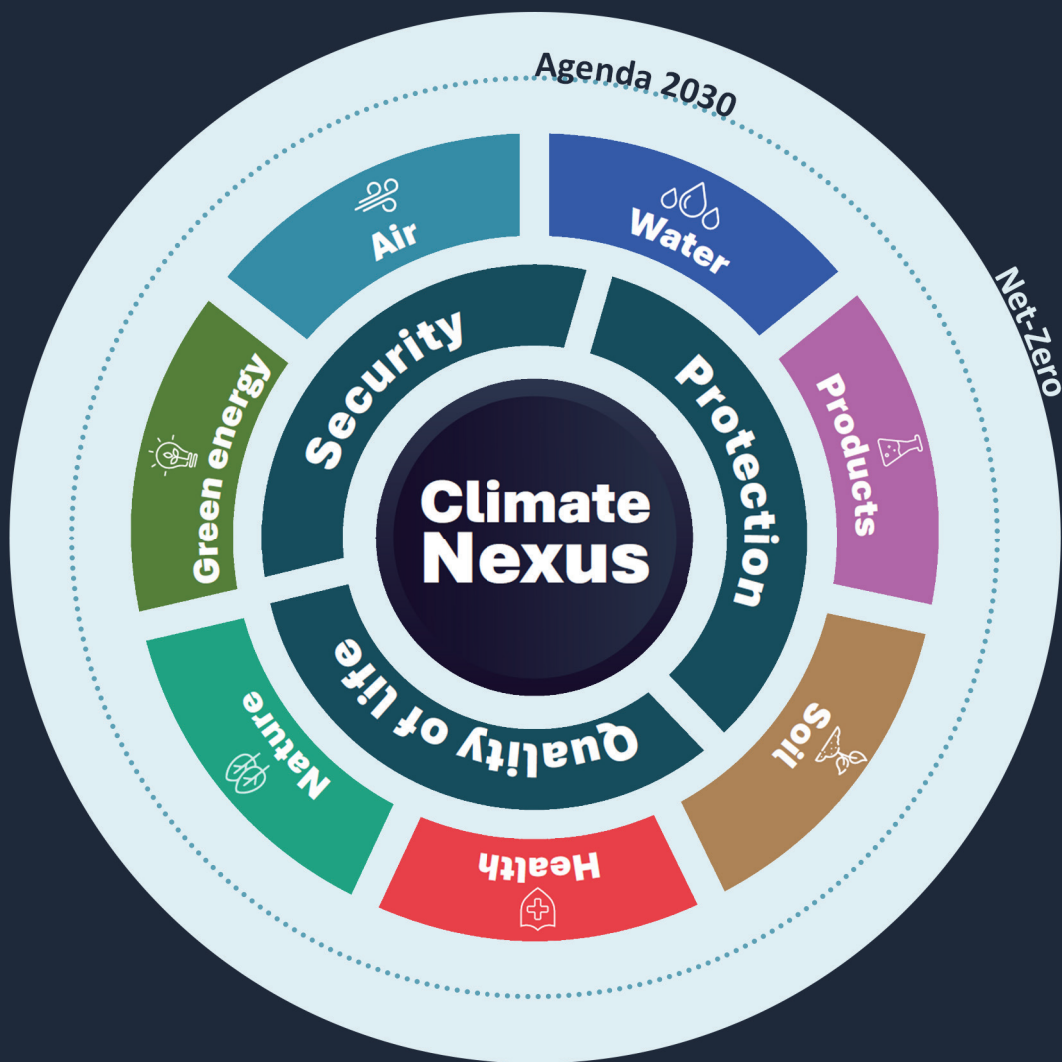 Agenda 2030
Net-Zero
Air
Water
Products
Soil
Health
Nature
Green energy
Security
Protection
Quality of life
Climate
Nexus